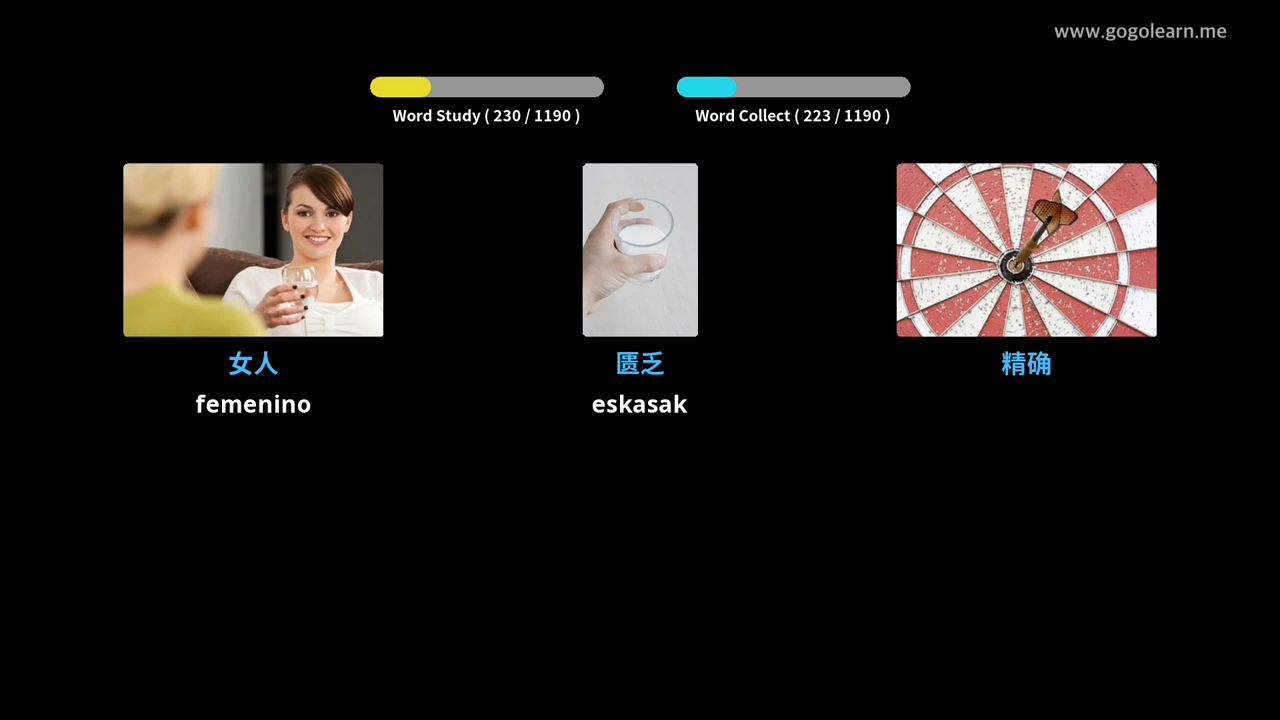 www.gogolearn.me
Word Study ( 230 / 1190 )
Word Collect ( 223 / 1190 )
女人
匮乏
精确
femenino
eskasak